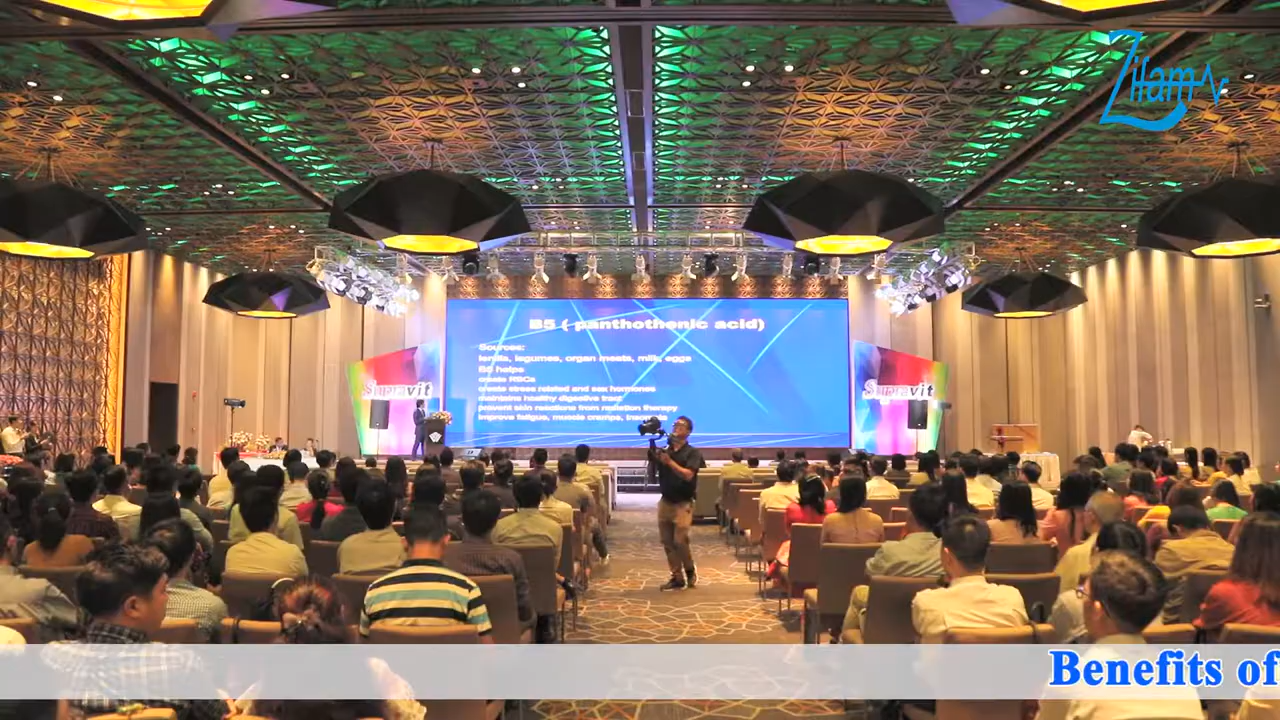 Zifam
B5 ( panthothenic acid)
Sources:
lentils, legumes, organ meats, milk, eggs
B5 helps
create RBCs
create stress related and sex hormones
maintains healthy digestive tract
prevent skin reactions from radiation therapy
improve fatigue, muscle cramps, insomnia
Supravit
Supravit
Benefits of